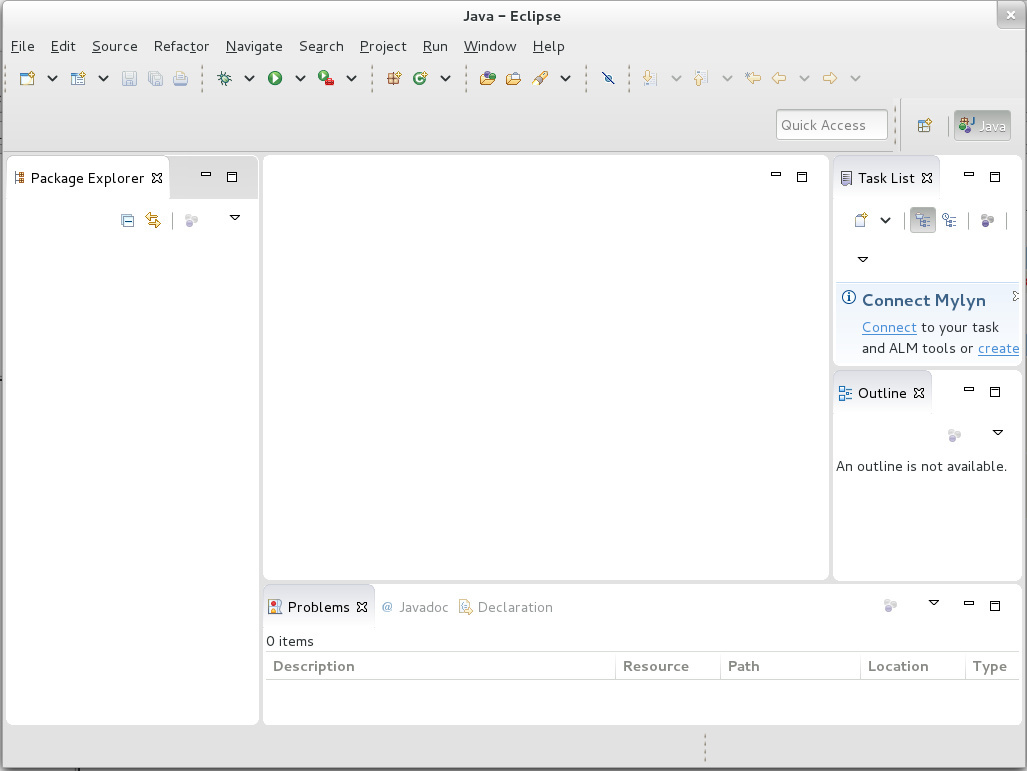 Java – Eclipse
File Edit Source Refactor Navigate Search Project Run Window Help
Quick Access
Java
Package Explorer
Task List
Connect Mylyn
Connect to your task
and ALM tools or create
Outline
An outline is not available.
Problems @ Javadoc Declaration
0 items
Description Resource Path Location Type